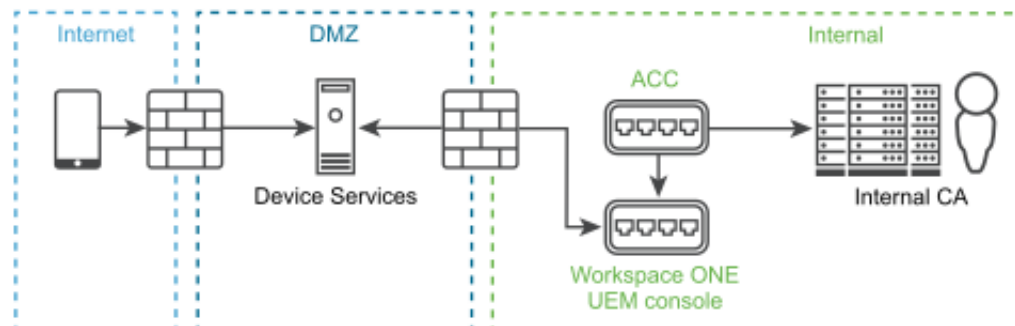 Internet
DMZ
Internal
ACC
Device Services
Internal CA
Workspace ONE
UEM console